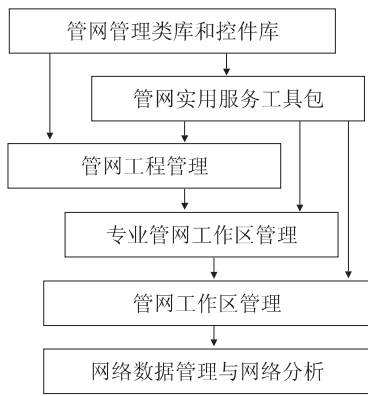 管网管理类库和控件库
管网实用服务工具包
管网工程管理
专业管网工作区管理
管网工作区管理
网络数据管理与网络分析